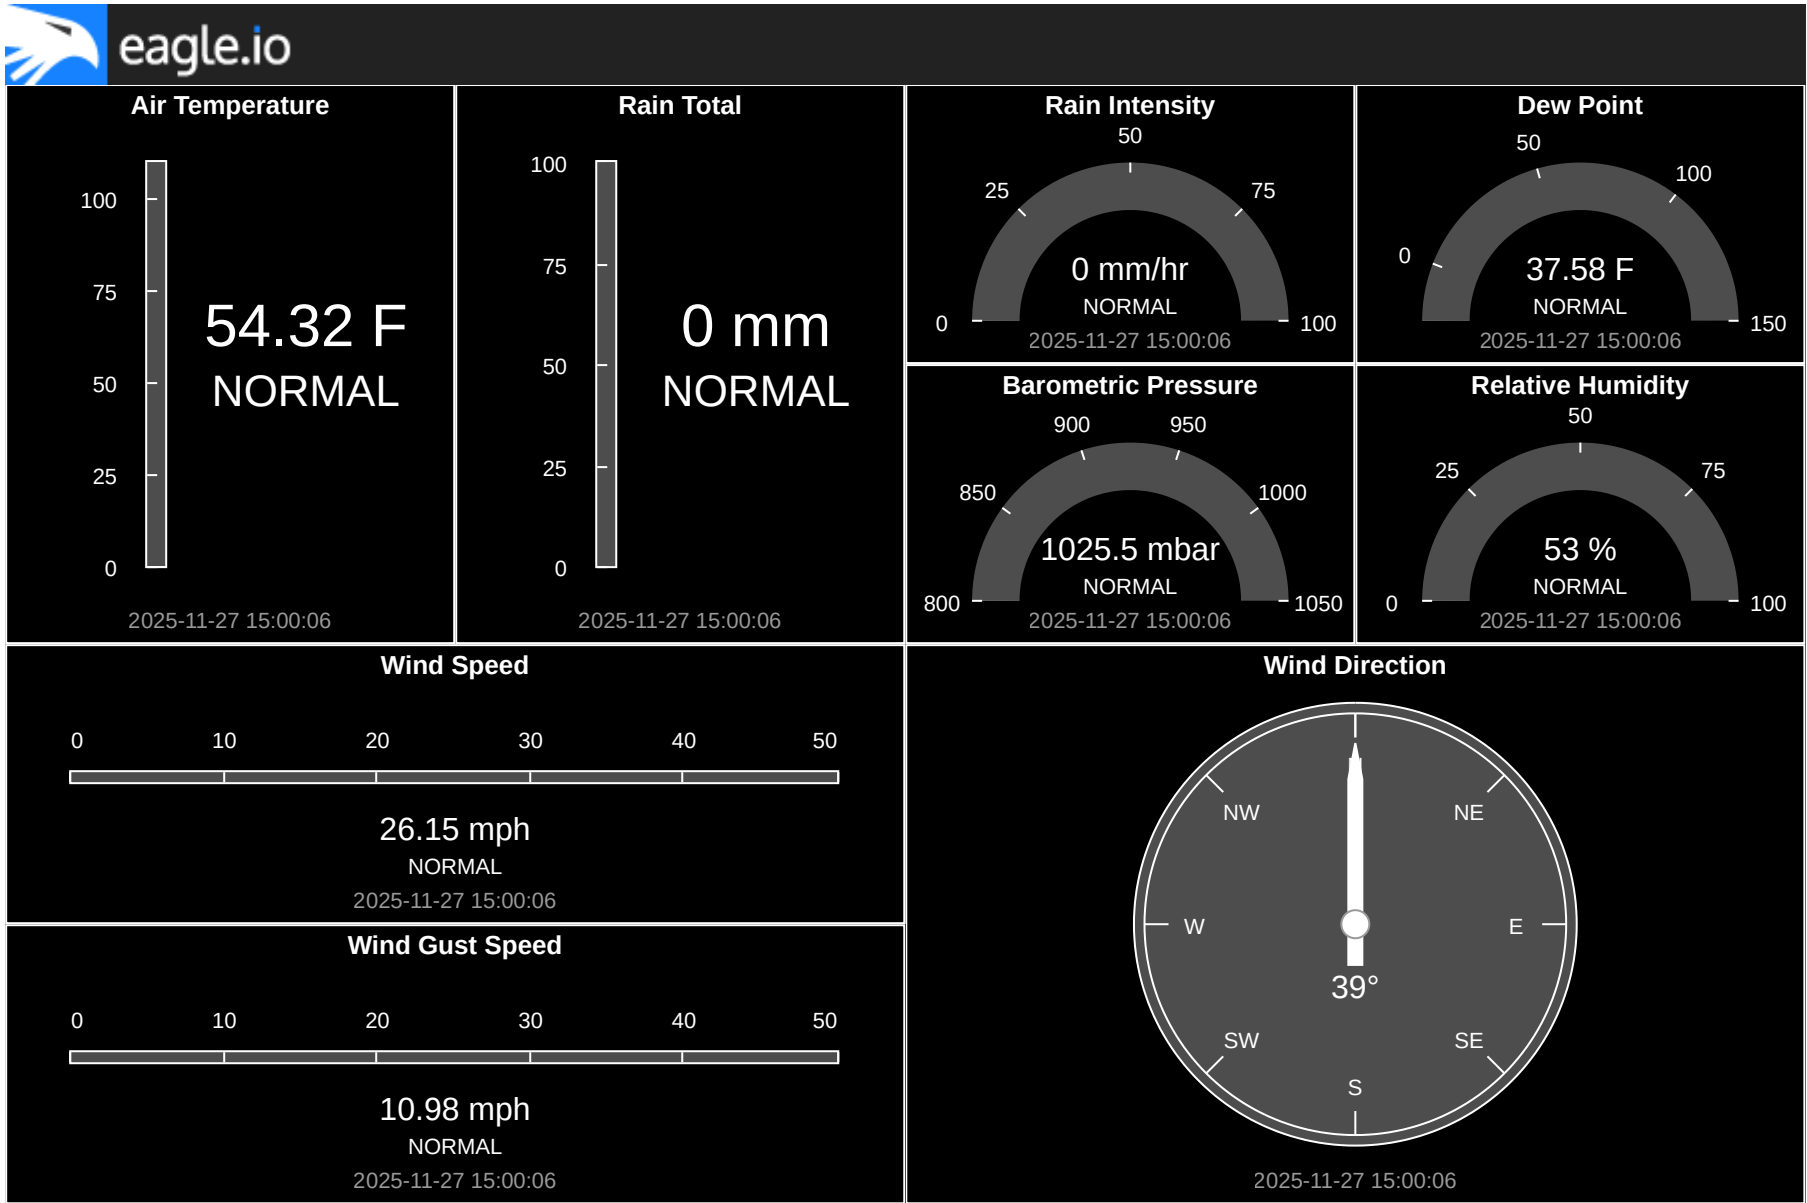 eagle.io
Air Temperature
100
75
50
25
0
54.32 F
NORMAL
2025-11-27 15:00:06
Rain Total
100
75
50
25
0
0 mm
NORMAL
2025-11-27 15:00:06
Rain Intensity
50
25
75
0
100
0 mm/hr
NORMAL
2025-11-27 15:00:06
Dew Point
50
100
0
150
37.58 F
NORMAL
2025-11-27 15:00:06
Barometric Pressure
900
950
850
1000
800
1050
1025.5 mbar
NORMAL
2025-11-27 15:00:06
Relative Humidity
50
25
75
0
100
53 %
NORMAL
2025-11-27 15:00:06
Wind Speed
0 10 20 30 40 50
26.15 mph
NORMAL
2025-11-27 15:00:06
Wind Gust Speed
0 10 20 30 40 50
10.98 mph
NORMAL
2025-11-27 15:00:06
Wind Direction
NW NE
W E
39°
SW SE
S
2025-11-27 15:00:06